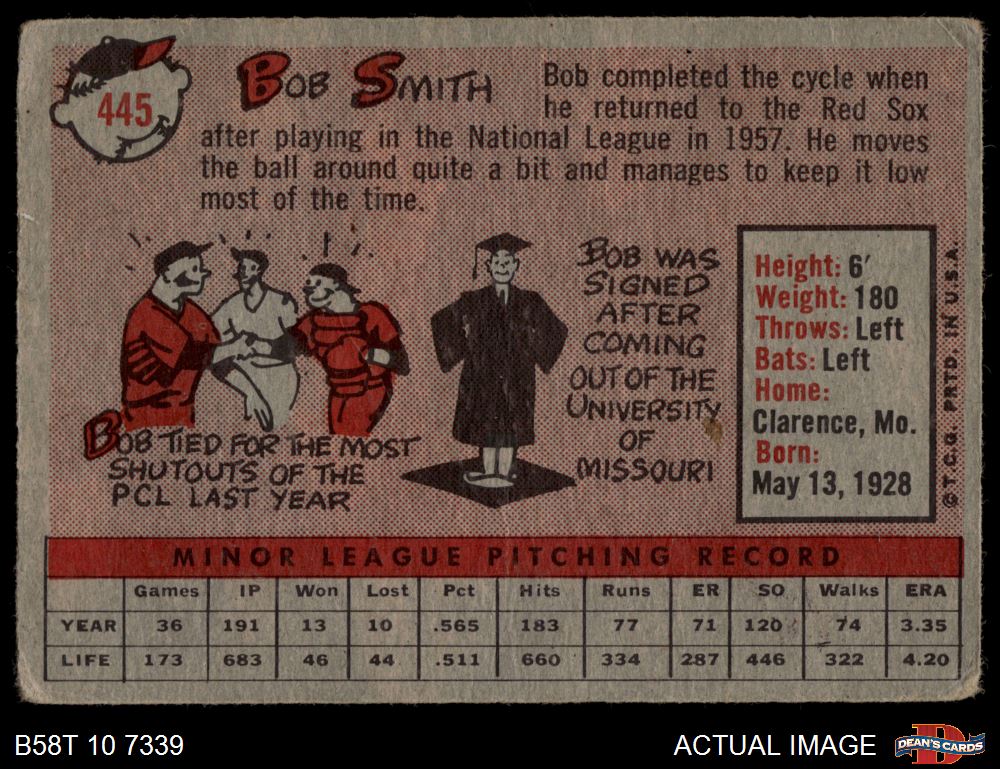 445
BOB SMITH
Bob completed the cycle when
he returned to the Red Sox
after playing in the National League in 1957. He moves
the ball around quite a bit and manages to keep it low
most of the time.
BOB TIED FOR THE MOST
SHUTOUTS OF THE
PCL LAST YEAR
BOB WAS
SIGNED
AFTER
COMING
OUT OF THE
UNIVERSITY
OF
MISSOURI
Height: 6′
Weight: 180
Throws: Left
Bats: Left
Home:
Clarence, Mo.
Born:
May 13, 1928
© T.C.G. PRTD. IN U.S.A.
MINOR LEAGUE PITCHING RECORD
Games IP Won Lost Pct Hits Runs ER SO Walks ERA
YEAR 36 191 13 10 .565 183 77 71 120 74 3.35
LIFE 173 683 46 44 .511 660 334 287 446 322 4.20
B58T 10 7339
ACTUAL IMAGE
D
DEAN'S CARDS